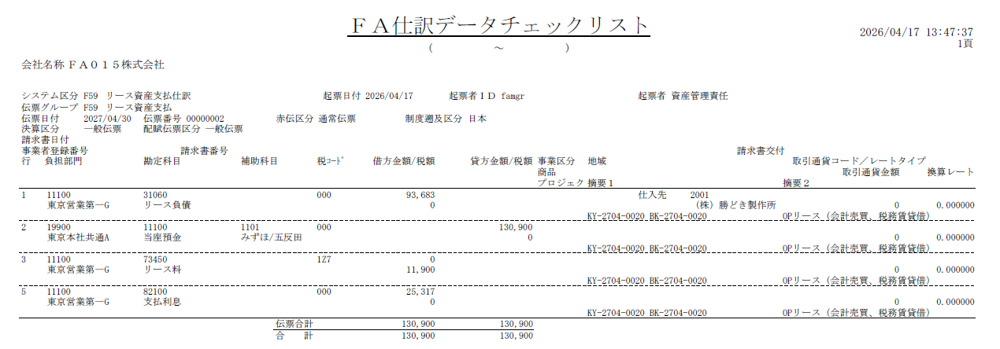 ＦＡ仕訳データチェックリスト
2026/04/17 13:47:37
（　　　　　　～　　　　　　）
1頁
会社名称 ＦＡ０１５株式会社
システム区分 F59 リース資産支払仕訳 起票日付 2026/04/17 起票者ＩＤ famgr 起票者 資産管理責任
伝票グループ F59 リース資産支払
伝票日付 2027/04/30 伝票番号 00000002 赤伝区分 通常伝票 制度遡及区分 日本
決算区分 一般伝票 配賦伝票区分 一般伝票
請求書日付
事業者登録番号 請求書番号 請求書交付
行 負担部門 勘定科目 補助科目 税ｺｰﾄﾞ 借方金額/税額 貸方金額/税額 事業区分 地域 取引通貨コード／レートタイプ
商品 取引通貨金額 換算レート
プロジェク 摘要１ 摘要２
1 11100 31060 000 93,683 仕入先 2001
東京営業第一G リース負債 0 （株）勝どき製作所 0 0.000000
KY-2704-0020 BK-2704-0020 OPリース（会計売買、税務賃貸借）
2 19900 11100 1101 000 130,900
東京本社共通A 当座預金 みずほ/五反田 0 0 0.000000
KY-2704-0020 BK-2704-0020 OPリース（会計売買、税務賃貸借）
3 11100 73450 1Z7 0
東京営業第一G リース料 11,900 0 0.000000
KY-2704-0020 BK-2704-0020 OPリース（会計売買、税務賃貸借）
5 11100 82100 000 25,317
東京営業第一G 支払利息 0 0 0.000000
KY-2704-0020 BK-2704-0020 OPリース（会計売買、税務賃貸借）
伝票合計 130,900 130,900
合　計 130,900 130,900